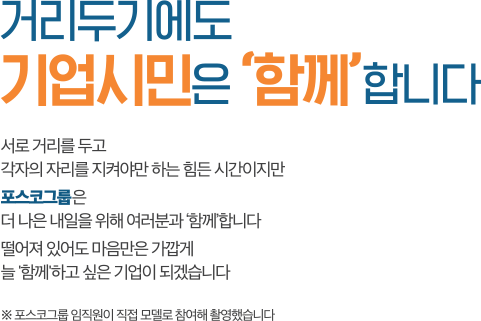 거리두기에도
기업시민은 ‘함께’합니다
서로 거리를 두고
각자의 자리를 지켜야만 하는 힘든 시간이지만
포스코그룹은
더 나은 내일을 위해 여러분과 ‘함께’합니다
떨어져 있어도 마음만은 가깝게
늘 ‘함께’하고 싶은 기업이 되겠습니다
※ 포스코그룹 임직원이 직접 모델로 참여해 촬영했습니다